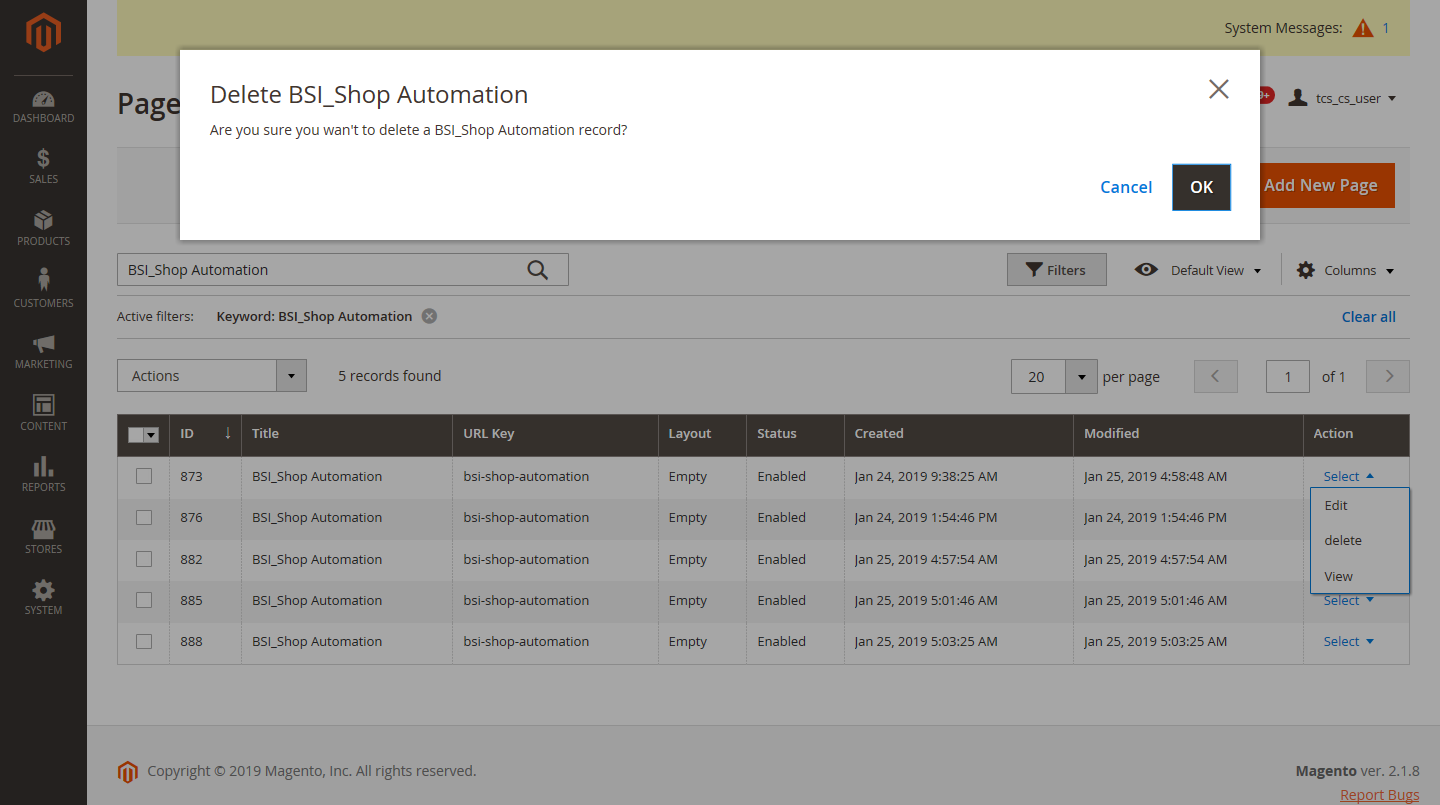 System Messages: 1
Delete BSI_Shop Automation
Are you sure you wan't to delete a BSI_Shop Automation record?
Cancel OK
Page
9+ tcs_cs_user
Add New Page
DASHBOARD
SALES
PRODUCTS
CUSTOMERS
MARKETING
CONTENT
REPORTS
STORES
SYSTEM
BSI_Shop Automation Filters Default View Columns
Active filters: Keyword: BSI_Shop Automation Clear all
Actions 5 records found 20 per page 1 of 1
ID ↓ Title URL Key Layout Status Created Modified Action
873 BSI_Shop Automation bsi-shop-automation Empty Enabled Jan 24, 2019 9:38:25 AM Jan 25, 2019 4:58:48 AM Select
Edit
876 BSI_Shop Automation bsi-shop-automation Empty Enabled Jan 24, 2019 1:54:46 PM Jan 24, 2019 1:54:46 PM
delete
882 BSI_Shop Automation bsi-shop-automation Empty Enabled Jan 25, 2019 4:57:54 AM Jan 25, 2019 4:57:54 AM
View
885 BSI_Shop Automation bsi-shop-automation Empty Enabled Jan 25, 2019 5:01:46 AM Jan 25, 2019 5:01:46 AM Select
888 BSI_Shop Automation bsi-shop-automation Empty Enabled Jan 25, 2019 5:03:25 AM Jan 25, 2019 5:03:25 AM Select
Copyright © 2019 Magento, Inc. All rights reserved. Magento ver. 2.1.8
Report Bugs